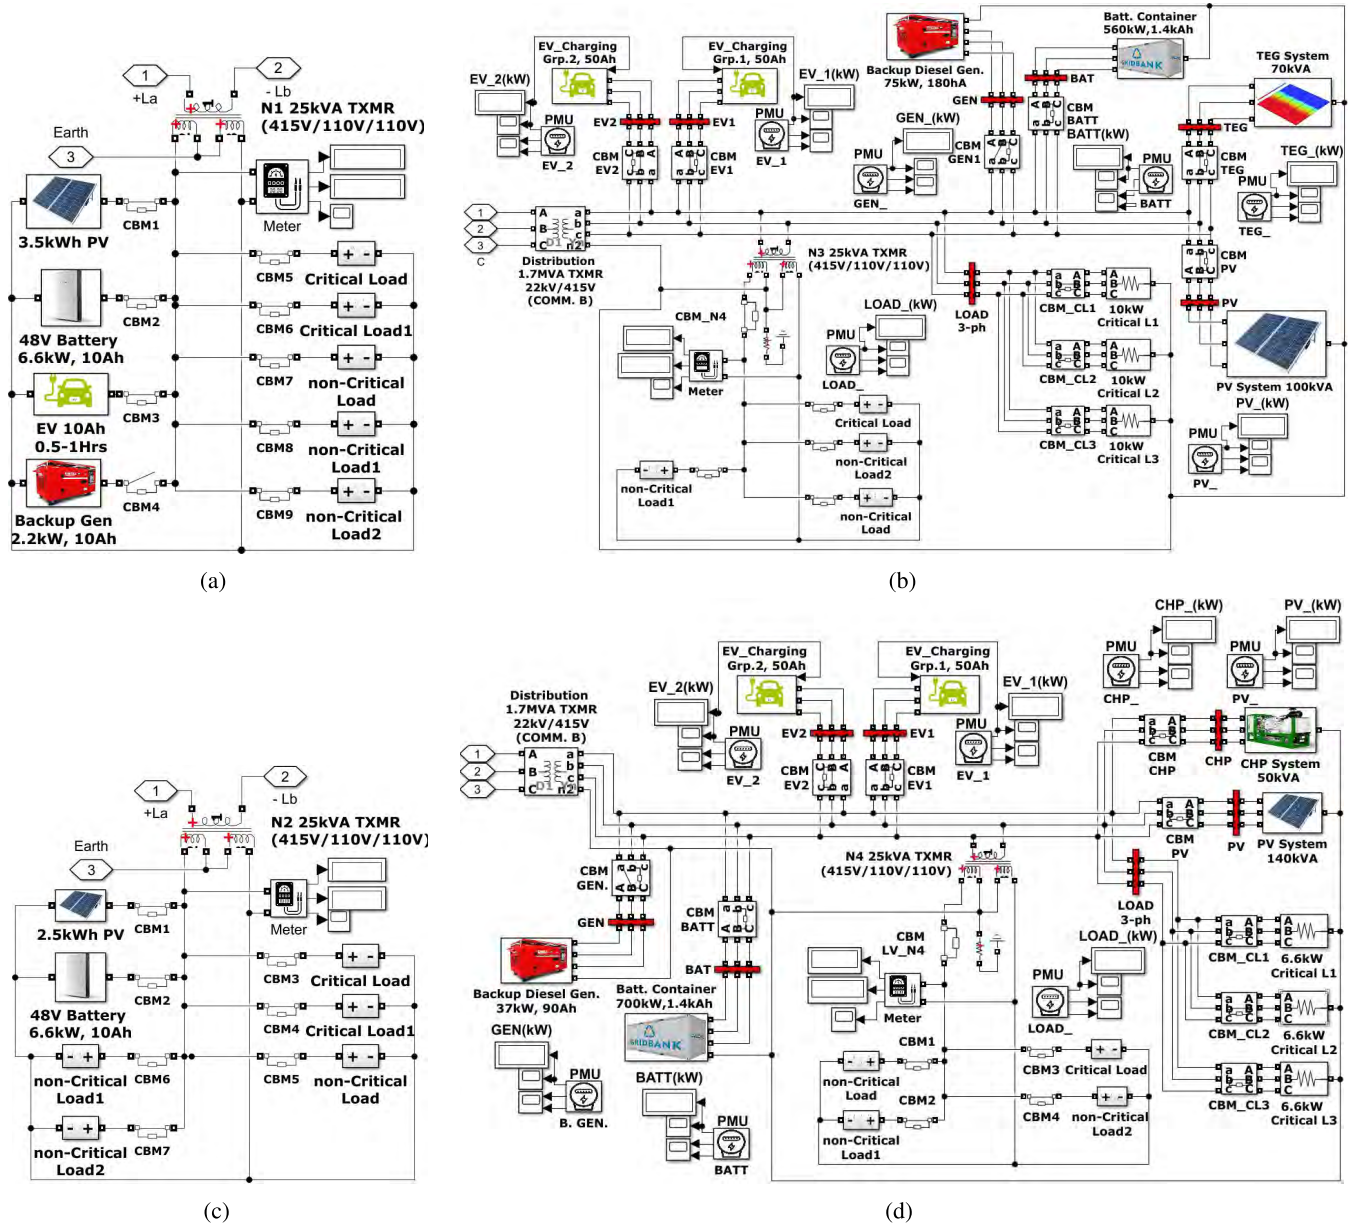 1
2
+La
- Lb
N1 25kVA TXMR
(415V/110V/110V)
Earth
3
Meter
3.5kWh PV
CBM1
CBM5
Critical Load
48V Battery
6.6kW, 10Ah
CBM2
CBM6
Critical Load1
EV 10Ah
0.5-1Hrs
CBM3
CBM7
non-Critical
Load
CBM8
non-Critical
Load1
Backup Gen
2.2kW, 10Ah
CBM4
CBM9
non-Critical
Load2
(a)
EV_Charging
Grp.2, 50Ah
EV_2(kW)
PMU
EV_2
EV2
CBM
EV2
C B A
EV_Charging
Grp.1, 50Ah
EV_1(kW)
PMU
EV_1
EV1
CBM
EV1
A B C
a b c
Backup Diesel Gen.
75kW, 180hA
GEN
GEN_(kW)
PMU
GEN_
CBM
GEN1
A B C
a b c
Batt. Container
560kW,1.4kAh
GRIDBANK
BAT
CBM
BATT
BATT(kW)
PMU
BATT
TEG System
70kVA
TEG
CBM
TEG
TEG_(kW)
PMU
TEG_
1
2
3
C
A a
B b
C c
n2
D1 Yn
Distribution
1.7MVA TXMR
22kV/415V
(COMM. B)
N3 25kVA TXMR
(415V/110V/110V)
CBM_N4
Meter
LOAD_(kW)
PMU
LOAD_
Critical Load
non-Critical
Load2
non-Critical
Load1
non-Critical
Load
LOAD
3-ph
CBM_CL1
10kW
Critical L1
CBM_CL2
10kW
Critical L2
CBM_CL3
10kW
Critical L3
CBM
PV
PV
PV System 100kVA
PV_(kW)
PMU
PV_
(b)
1
2
+La
- Lb
N2 25kVA TXMR
(415V/110V/110V)
Earth
3
Meter
2.5kWh PV
CBM1
CBM3
Critical Load
48V Battery
6.6kW, 10Ah
CBM2
CBM4
Critical Load1
non-Critical
Load1
CBM6
CBM5
non-Critical
Load
non-Critical
Load2
CBM7
(c)
Distribution
1.7MVA TXMR
22kV/415V
(COMM. B)
1
2
3
A a
B b
C c
n2
D1 Yn
EV_Charging
Grp.2, 50Ah
EV_2(kW)
PMU
EV_2
EV2
CBM
EV2
C B A
EV_Charging
Grp.1, 50Ah
EV_1(kW)
PMU
EV_1
EV1
CBM
EV1
A B C
a b c
CHP_(kW)
PMU
CHP_
PV_(kW)
PMU
PV_
CBM
CHP
CHP
CHP System
50kVA
CBM
PV
PV
PV System
140kVA
CBM
GEN.
a b c
A B C
GEN
Backup Diesel Gen.
37kW, 90Ah
GEN(kW)
PMU
B. GEN.
CBM
BATT
a b c
A B C
BAT
Batt. Container
700kW,1.4kAh
GRIDBANK
BATT(kW)
PMU
BATT
N4 25kVA TXMR
(415V/110V/110V)
CBM
LV_N4
Meter
LOAD_(kW)
PMU
LOAD_
CBM1
non-Critical
Load
CBM2
non-Critical
Load1
CBM3
Critical Load
CBM4
non-Critical
Load2
LOAD
3-ph
CBM_CL1
6.6kW
Critical L1
CBM_CL2
6.6kW
Critical L2
CBM_CL3
6.6kW
Critical L3
(d)